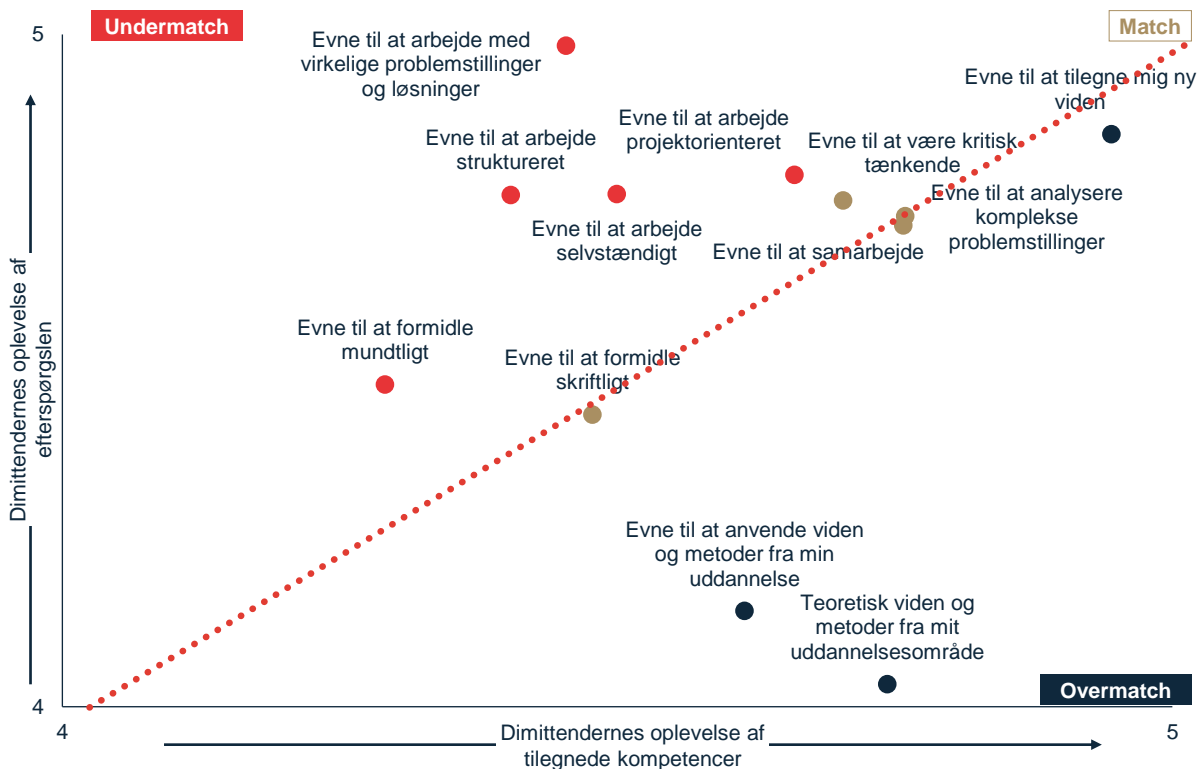 5
Undermatch
Match
Evne til at arbejde med
virkelige problemstillinger
og løsninger
Evne til at tilegne mig ny
viden
Evne til at arbejde
struktureret
Evne til at arbejde
projektorienteret
Evne til at være kritisk
tænkende
Evne til at analysere
komplekse
problemstillinger
Evne til at arbejde
selvstændigt
Evne til at samarbejde
Dimittendernes oplevelse af
efterspørgslen
Evne til at formidle
mundtligt
Evne til at formidle
skriftligt
Evne til at anvende viden
og metoder fra min
uddannelse
Teoretisk viden og
metoder fra mit
uddannelsesområde
Overmatch
4
4
5
Dimittendernes oplevelse af
tilegnede kompetencer